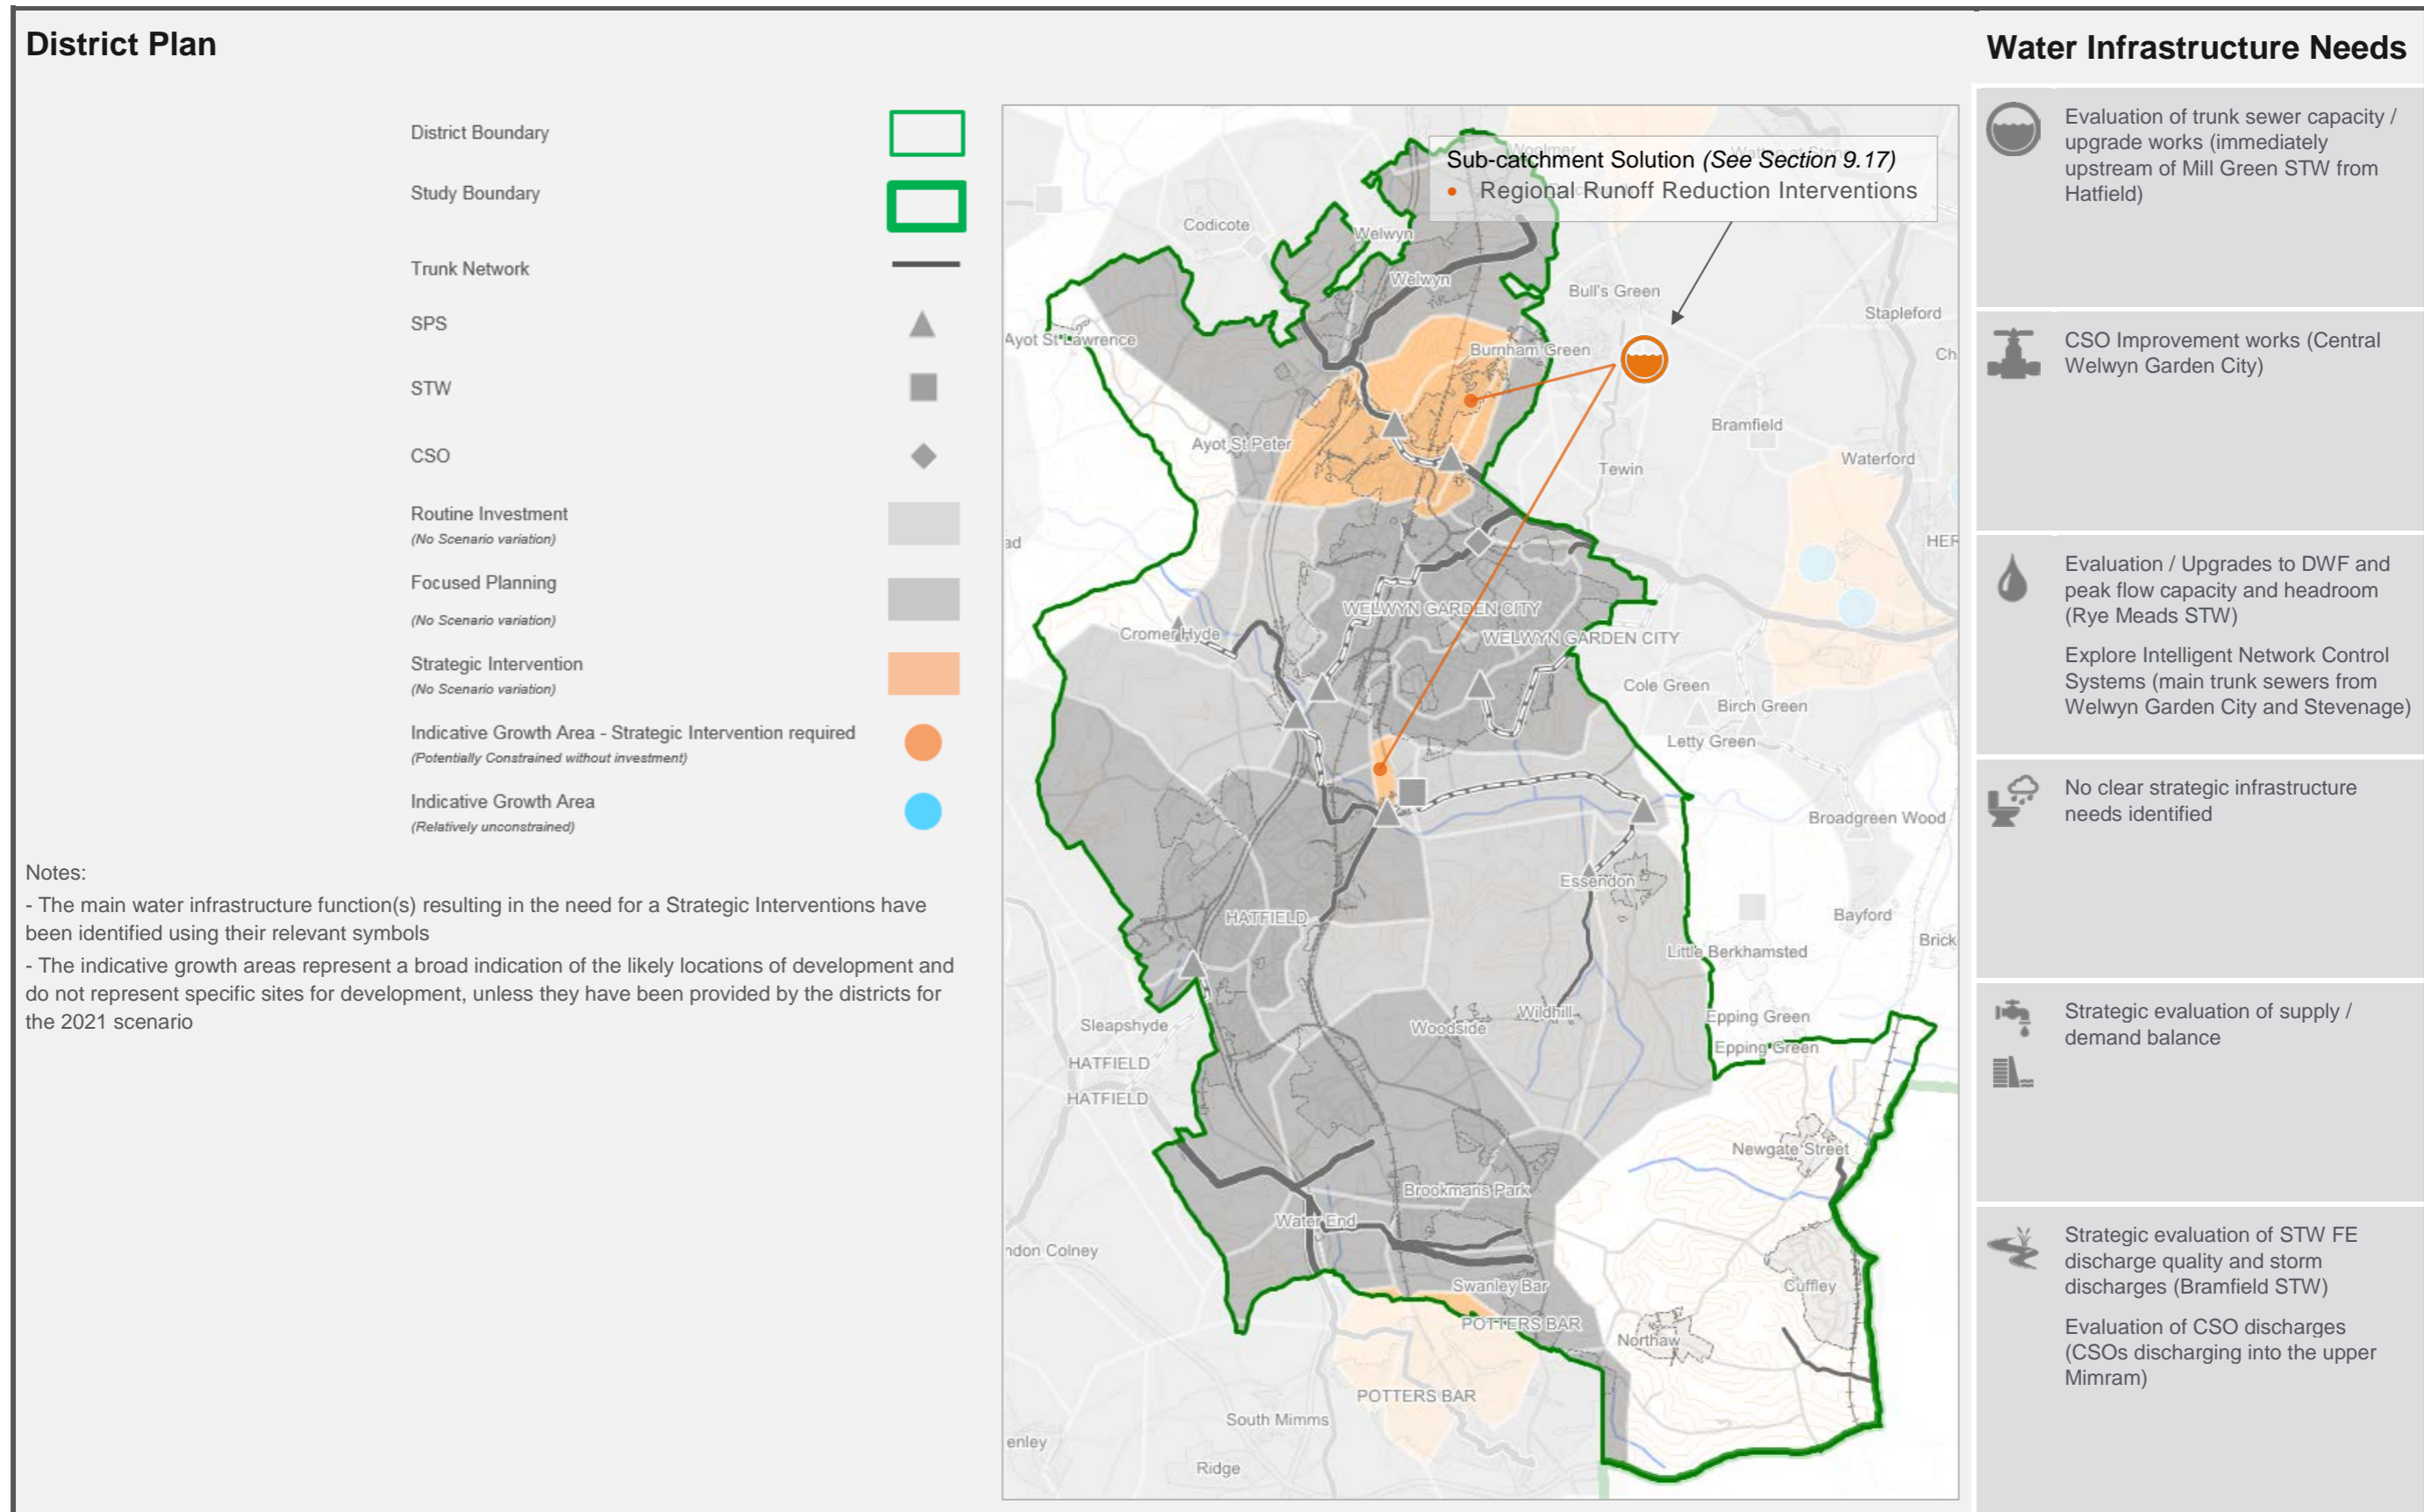 District Plan
District Boundary
Study Boundary
Trunk Network
SPS
STW
CSO
Routine Investment
(No Scenario variation)
Focused Planning
(No Scenario variation)
Strategic Intervention
(No Scenario variation)
Indicative Growth Area - Strategic Intervention required
(Potentially Constrained without investment)
Indicative Growth Area
(Relatively unconstrained)
Notes:
- The main water infrastructure function(s) resulting in the need for a Strategic Interventions have
been identified using their relevant symbols
- The indicative growth areas represent a broad indication of the likely locations of development and
do not represent specific sites for development, unless they have been provided by the districts for
the 2021 scenario
Sub-catchment Solution (See Section 9.17)
• Regional Runoff Reduction Interventions
Codicote
Welwyn
Welwyn
Bull's Green
Stapleford
Ayot St Lawrence
Burnham Green
Ch
Bramfield
Ayot St Peter
Waterford
Tewin
ad
HER
WELWYN GARDEN CITY
Cromer Hyde
WELWYN GARDEN CITY
Cole Green
Birch Green
Letty Green
Broadgreen Wood
Essendon
HATFIELD
Bayford
Brick
Little Berkhamsted
Wildhill
Woodside
Epping Green
Sleapshyde
Epping Green
HATFIELD
HATFIELD
Newgate Street
Brookmans Park
Water End
ndon Colney
Swanley Bar
Cuffley
POTTERS BAR
Northaw
POTTERS BAR
South Mimms
enley
Ridge
Water Infrastructure Needs
Evaluation of trunk sewer capacity /
upgrade works (immediately
upstream of Mill Green STW from
Hatfield)
CSO Improvement works (Central
Welwyn Garden City)
Evaluation / Upgrades to DWF and
peak flow capacity and headroom
(Rye Meads STW)
Explore Intelligent Network Control
Systems (main trunk sewers from
Welwyn Garden City and Stevenage)
No clear strategic infrastructure
needs identified
Strategic evaluation of supply /
demand balance
Strategic evaluation of STW FE
discharge quality and storm
discharges (Bramfield STW)
Evaluation of CSO discharges
(CSOs discharging into the upper
Mimram)